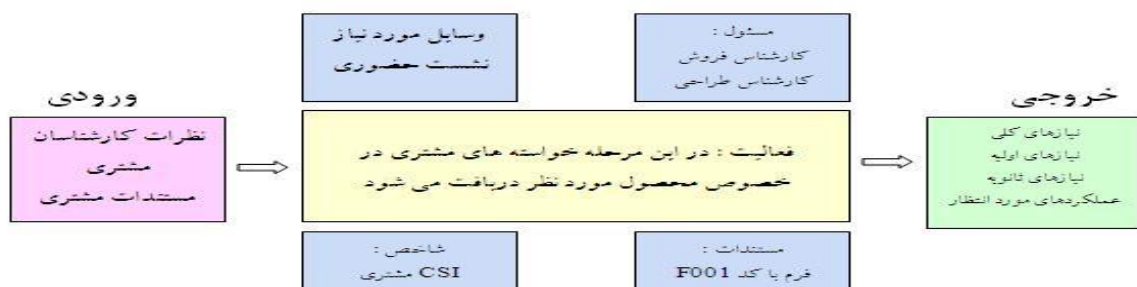 وسایل مورد نیاز
نشست حضوری
مسئول :
کارشناس فروش
کارشناس طراحی
ورودی
نظرات کارشناسان
مشتری
مستندات مشتری
فعالیت : در این مرحله خواسته های مشتری در
خصوص محصول مورد نظر دریافت می شود
خروجی
نیازهای کلی
نیازهای اولیه
نیازهای ثانویه
عملکردهای مورد انتظار
شاخص :
CSI مشتری
مستندات :
فرم با کد F001